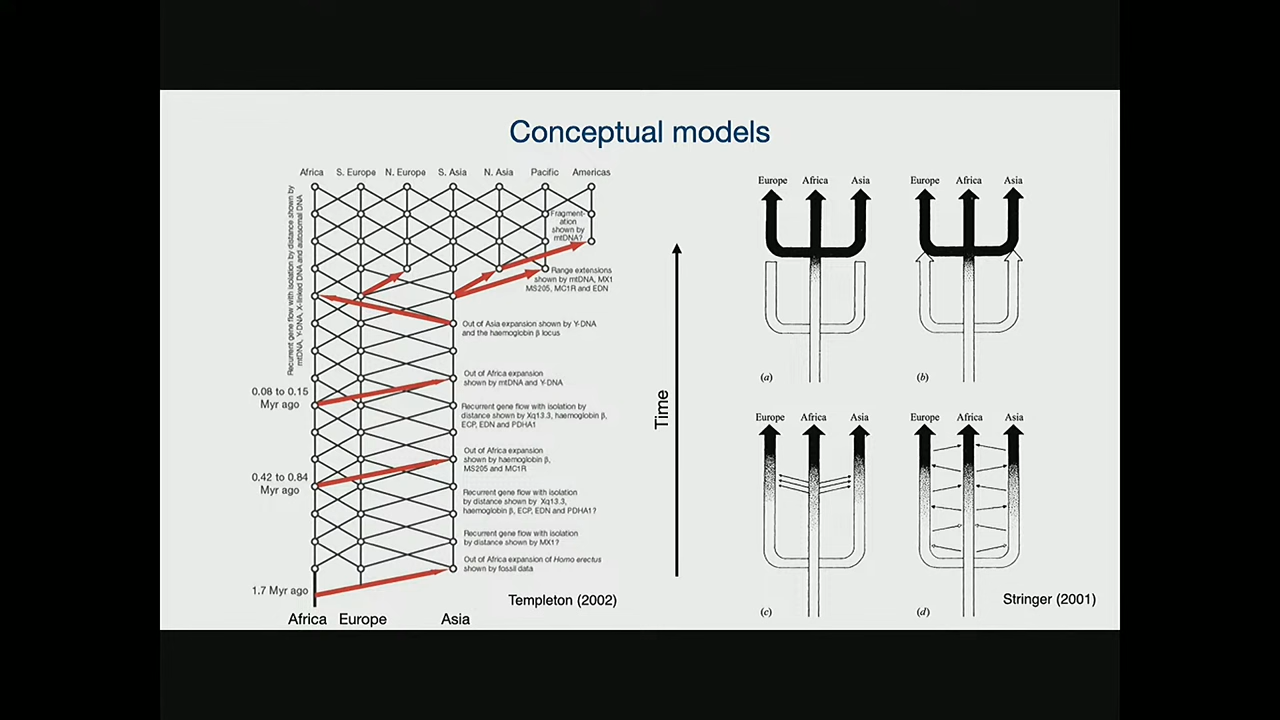 Conceptual models
Africa
S. Europe
N. Europe
S. Asia
N. Asia
Pacific
Americas
Recurrent gene flow with isolation by distance shown by
mtDNA, Y-DNA, X-linked DNA and autosomal DNA
Fragment-
ation
shown by
mtDNA?
Range extensions
shown by mtDNA, MX1
MS205, MC1R and EDN
Out of Asia expansion shown by Y-DNA
and the haemoglobin β locus
Out of Africa expansion
shown by mtDNA and Y-DNA
0.08 to 0.15
Myr ago
Recurrent gene flow with isolation by
distance shown by Xq13.3, haemoglobin β,
ECP, EDN and PDHA1
Out of Africa expansion
shown by haemoglobin β,
MS205 and MC1R
0.42 to 0.84
Myr ago
Recurrent gene flow with isolation
by distance shown by Xq13.3,
haemoglobin β, ECP, EDN and PDHA1?
Recurrent gene flow with isolation
by distance shown by MX1?
Out of Africa expansion of Homo erectus
shown by fossil data
1.7 Myr ago
Templeton (2002)
Africa
Europe
Asia
Time
Europe
Africa
Asia
(a)
Europe
Africa
Asia
(b)
Europe
Africa
Asia
(c)
Europe
Africa
Asia
(d)
Stringer (2001)